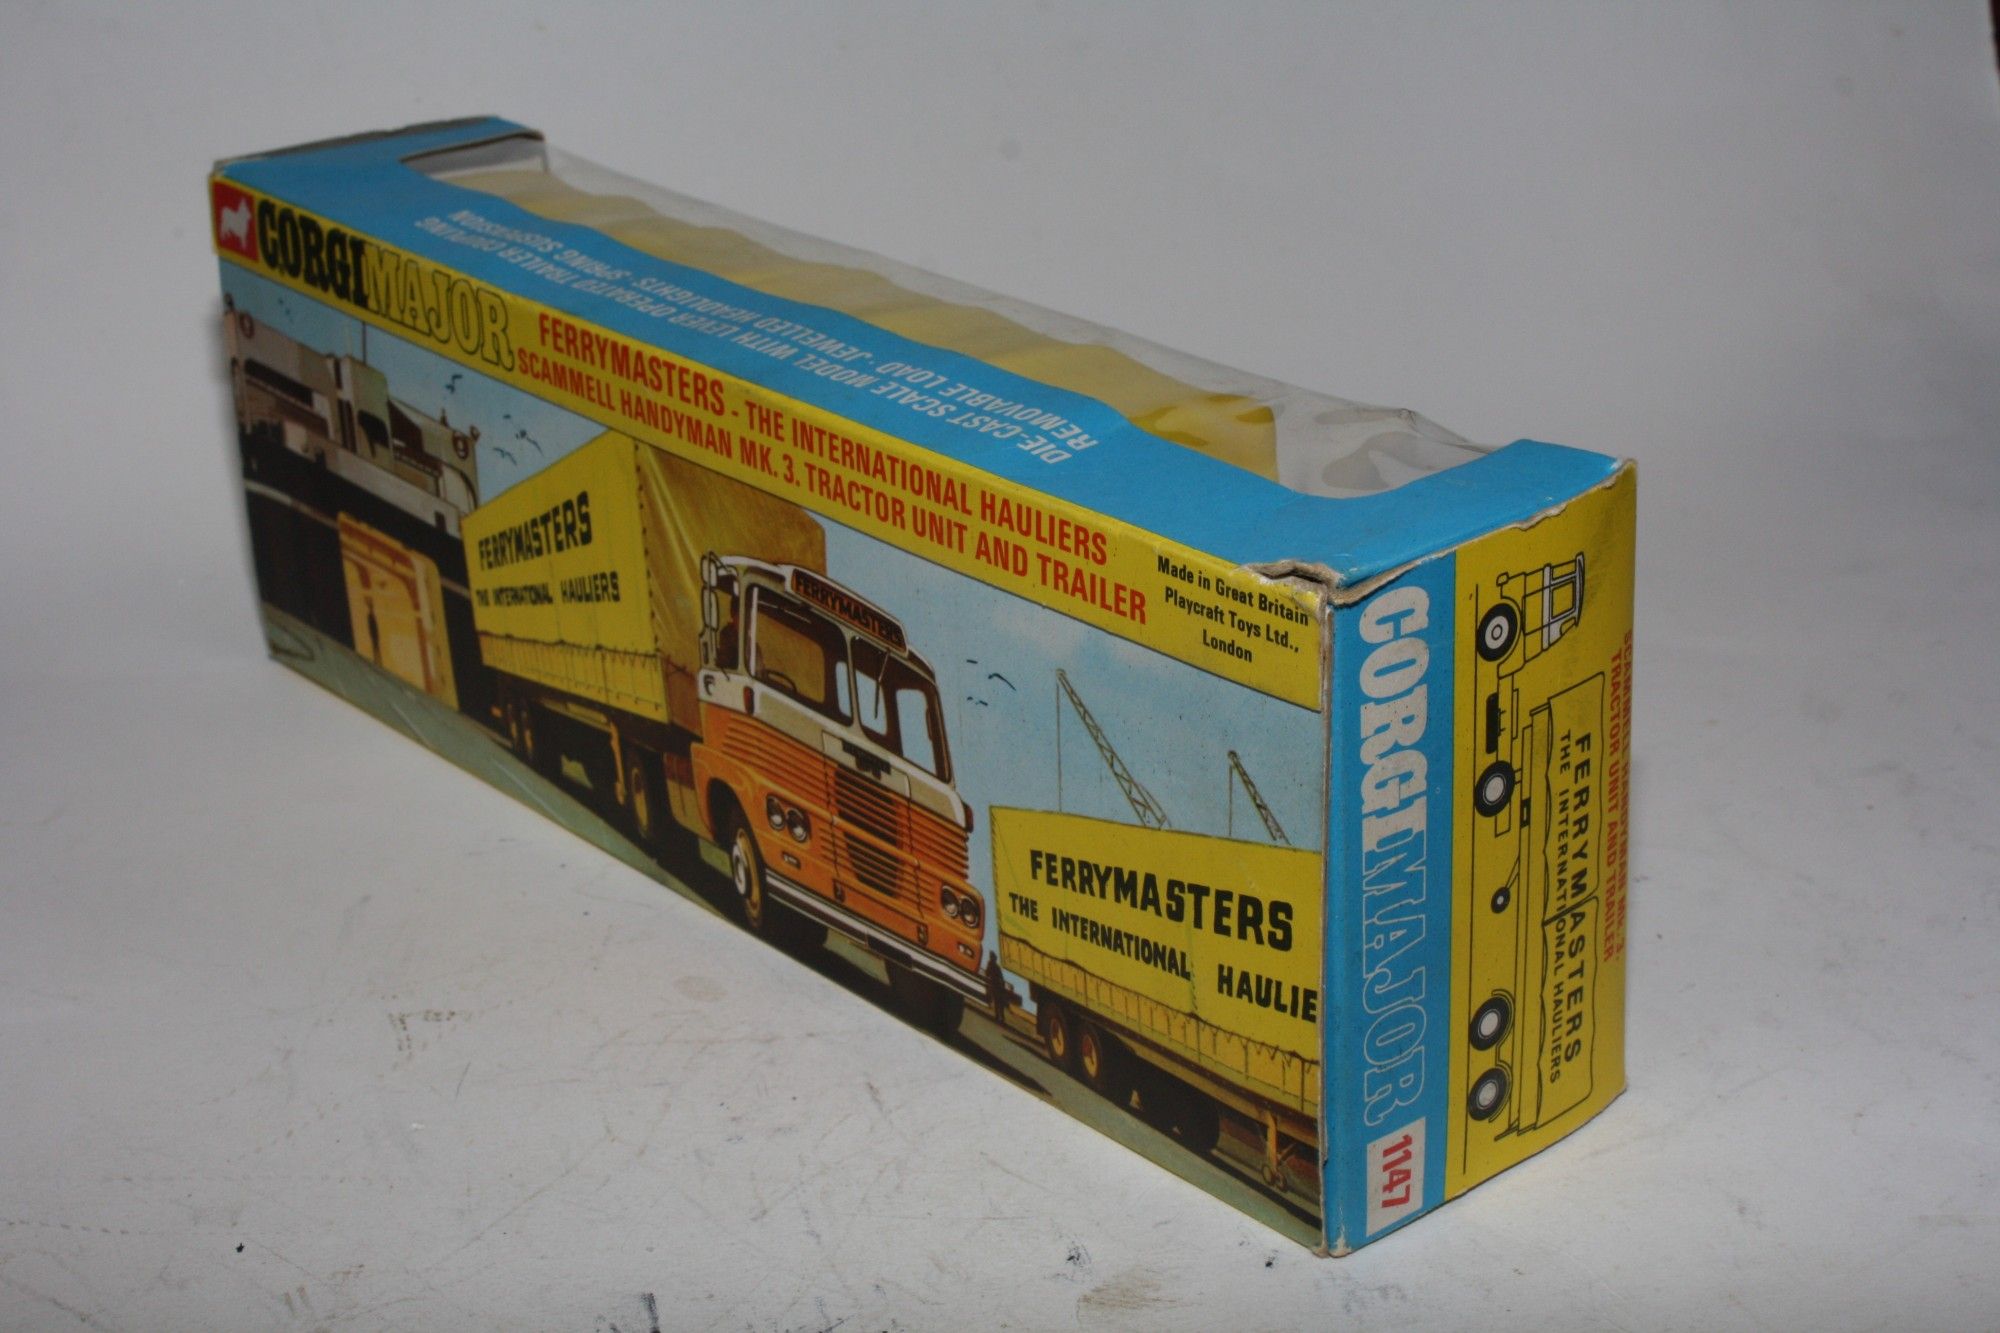 CORGI MAJOR
FERRYMASTERS - THE INTERNATIONAL HAULIERS
SCAMMELL HANDYMAN MK. 3. TRACTOR UNIT AND TRAILER
Made in Great Britain
Playcraft Toys Ltd.,
London
DIE-CAST SCALE MODEL WITH LEVER OPERATED TRAILER COUPLING
REMOVABLE LOAD · JEWELLED HEADLIGHTS · SPRING SUSPENSION
FERRYMASTERS
THE INTERNATIONAL HAULIERS
FERRYMASTERS
FERRYMASTERS
THE INTERNATIONAL HAULIE
CORGI MAJOR
1147
SCAMMELL HANDYMAN MK. 3.
TRACTOR UNIT AND TRAILER
FERRYMASTERS
THE INTERNATIONAL HAULIERS